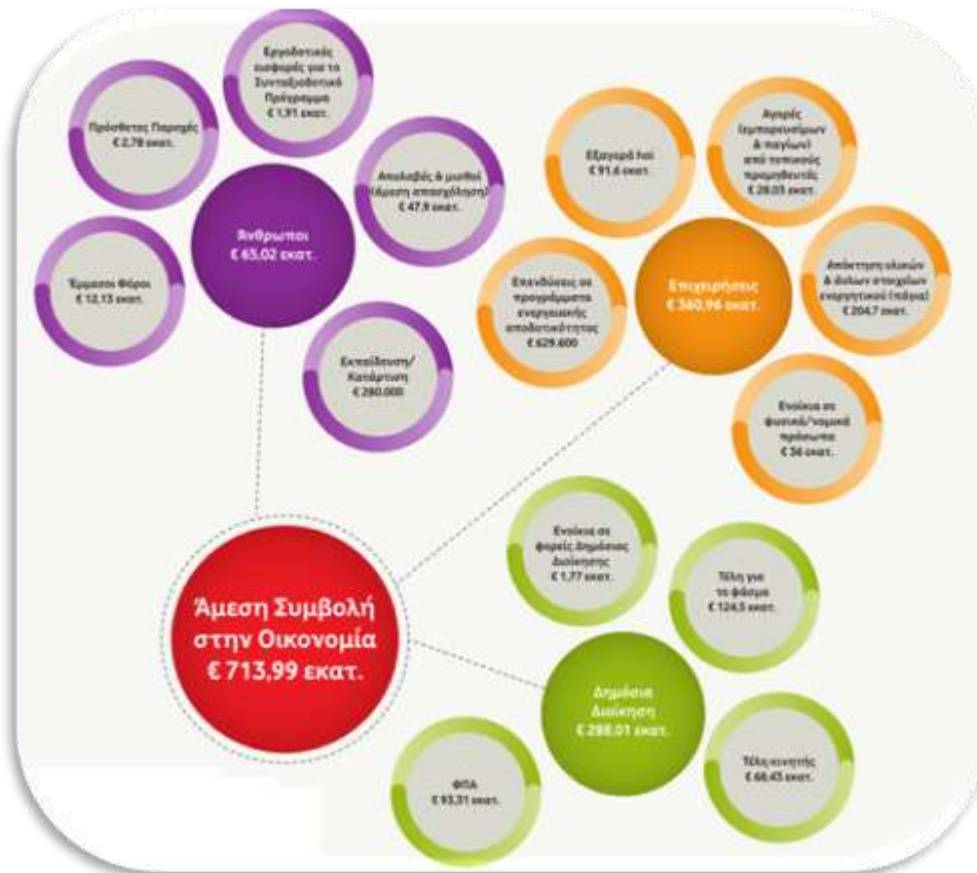 Εργοδοτικές
εισφορές για το
Συνταξιοδοτικό
Πρόγραμμα
€ 1,91 εκατ.
Πρόσθετες Παροχές
€ 2,78 εκατ.
Απολαβές & μισθοί
(άμεση απασχόληση)
€ 47,9 εκατ.
Άνθρωποι
€ 65,02 εκατ.
Έμμεσοι Φόροι
€ 12,13 εκατ.
Εκπαίδευση/
Κατάρτιση
€ 280.000
Αγορές
(εμπορευσίμων
& παγίων)
από τοπικούς
προμηθευτές
€ 28.03 εκατ.
Εξαγορά hol
€ 91.6 εκατ.
Επιχειρήσεις
€ 360,96 εκατ.
Απόκτηση υλικών
& άυλων στοιχείων
ενεργητικού (πάγια)
€ 204.7 εκατ.
Επενδύσεις σε
προγράμματα
ενεργειακής
αποδοτικότητας
€ 629.600
Ενοίκια σε
φυσικά/νομικά
πρόσωπα
€ 36 εκατ.
Άμεση Συμβολή
στην Οικονομία
€ 713,99 εκατ.
Ενοίκια σε
φορείς Δημόσιας
Διοίκησης
€ 1,77 εκατ.
Τέλη για
το φάσμα
€ 124,5 εκατ.
Δημόσια
Διοίκηση
€ 288,01 εκατ.
Τέλη κινητής
€ 68,43 εκατ.
ΦΠΑ
€ 93,31 εκατ.